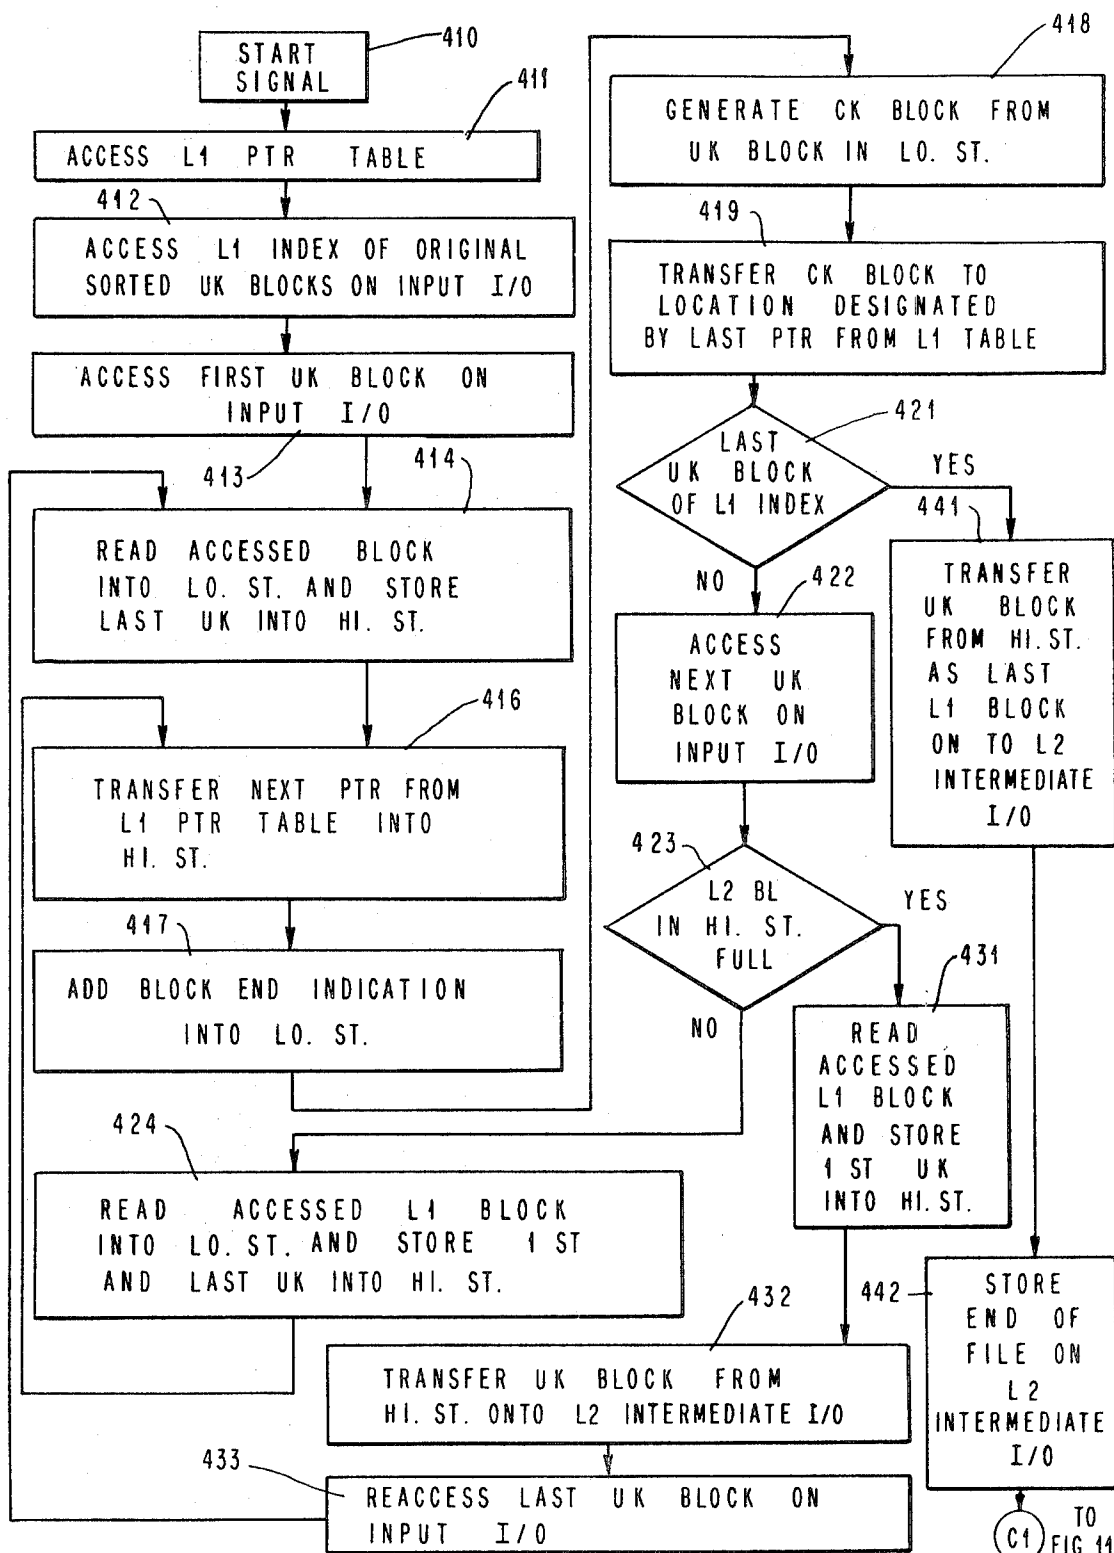 410
START
SIGNAL
411
ACCESS L1 PTR TABLE
412
ACCESS L1 INDEX OF ORIGINAL
SORTED UK BLOCKS ON INPUT I/O
ACCESS FIRST UK BLOCK ON
INPUT I/O
413
414
READ ACCESSED BLOCK
INTO LO. ST. AND STORE
LAST UK INTO HI. ST.
416
TRANSFER NEXT PTR FROM
L1 PTR TABLE INTO
HI. ST.
417
ADD BLOCK END INDICATION
INTO LO. ST.
418
GENERATE CK BLOCK FROM
UK BLOCK IN LO. ST.
419
TRANSFER CK BLOCK TO
LOCATION DESIGNATED
BY LAST PTR FROM L1 TABLE
421
LAST
UK BLOCK
OF L1 INDEX
YES
NO
441
TRANSFER
UK BLOCK
FROM HI. ST.
AS LAST
L1 BLOCK
ON TO L2
INTERMEDIATE
I/O
422
ACCESS
NEXT UK
BLOCK ON
INPUT I/O
423
L2 BL
IN HI. ST.
FULL
YES
NO
431
READ
ACCESSED
L1 BLOCK
AND STORE
1 ST UK
INTO HI. ST.
424
READ ACCESSED L1 BLOCK
INTO LO. ST. AND STORE 1 ST
AND LAST UK INTO HI. ST.
432
TRANSFER UK BLOCK FROM
HI. ST. ONTO L2 INTERMEDIATE I/O
433
REACCESS LAST UK BLOCK ON
INPUT I/O
442
STORE
END OF
FILE ON
L2
INTERMEDIATE
I/O
C1
TO
FIG 11